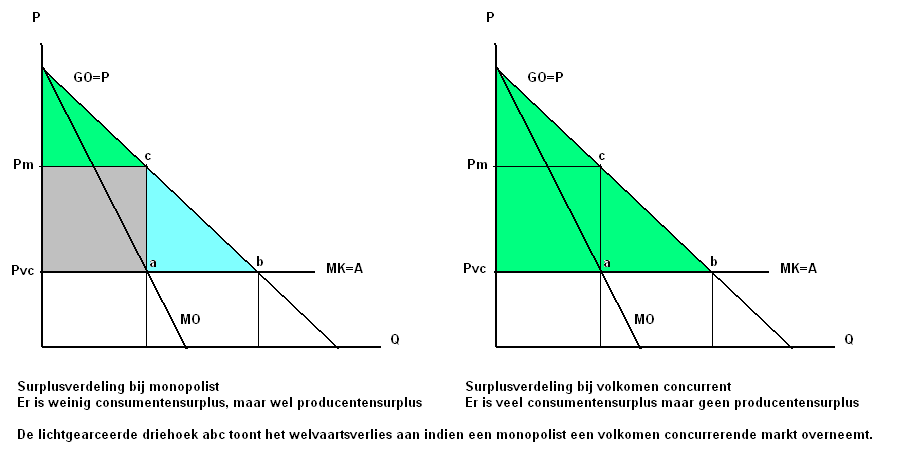 P
GO=P
c
Pm
Pvc
a
b
MK=A
MO
Q
P
GO=P
c
Pm
Pvc
a
b
MK=A
MO
Q
Surplusverdeling bij monopolist
Er is weinig consumentensurplus, maar wel producentensurplus
Surplusverdeling bij volkomen concurrent
Er is veel consumentensurplus maar geen producentensurplus
De lichtgearceerde driehoek abc toont het welvaartsverlies aan indien een monopolist een volkomen concurrerende markt overneemt.